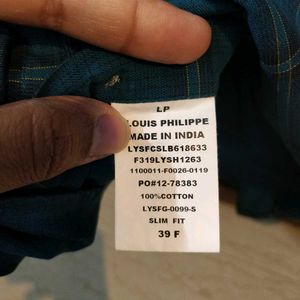 LP
LOUIS PHILIPPE
MADE IN INDIA
LYSFCSLB618633
F319LYSH1263
1100011-F0026-0119
PO#12-78383
100%COTTON
LYSFG-0099-S
SLIM FIT
39 F